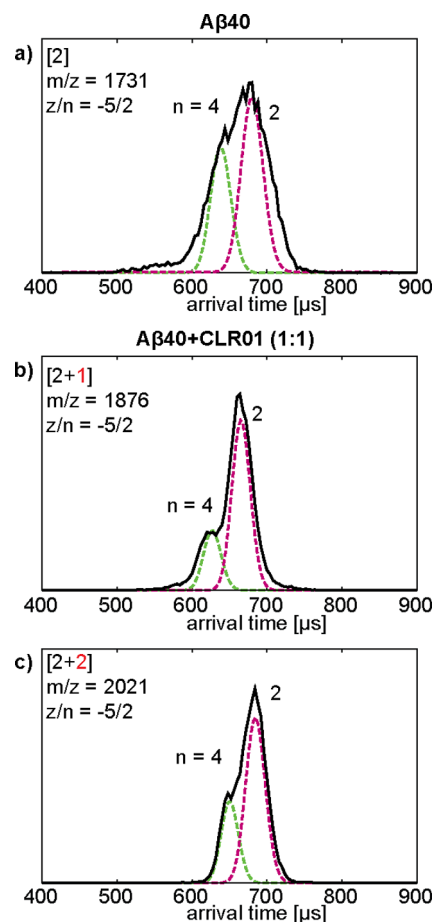 Aβ40
a) [2]
m/z = 1731
z/n = -5/2
n = 4
2
400 500 600 700 800 900
arrival time [µs]
Aβ40+CLR01 (1:1)
b) [2+1]
m/z = 1876
z/n = -5/2
n = 4
2
400 500 600 700 800 900
arrival time [µs]
c) [2+2]
m/z = 2021
z/n = -5/2
n = 4
2
400 500 600 700 800 900
arrival time [µs]